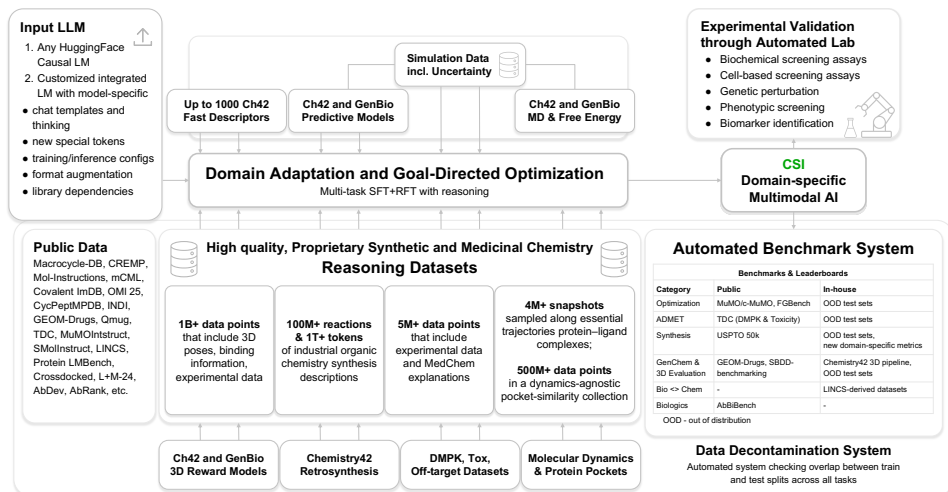 Input LLM
1. Any HuggingFace
Causal LM
2. Customized integrated
LM with model-specific
● chat templates and
thinking
● new special tokens
● training/inference configs
● format augmentation
● library dependencies
Simulation Data
incl. Uncertainty
Up to 1000 Ch42
Fast Descriptors
Ch42 and GenBio
Predictive Models
Ch42 and GenBio
MD & Free Energy
Experimental Validation
through Automated Lab
● Biochemical screening assays
● Cell-based screening assays
● Genetic perturbation
● Phenotypic screening
● Biomarker identification
Domain Adaptation and Goal-Directed Optimization
Multi-task SFT+RFT with reasoning
CSI
Domain-specific
Multimodal AI
Public Data
Macrocycle-DB, CREMP,
Mol-Instructions, mCML,
Covalent ImDB, OMI 25,
CycPeptMPDB, INDI,
GEOM-Drugs, Qmug,
TDC, MuMOIntstruct,
SMolInstruct, LINCS,
Protein LMBench,
Crossdocked, L+M-24,
AbDev, AbRank, etc.
High quality, Proprietary Synthetic and Medicinal Chemistry
Reasoning Datasets
1B+ data points
that include 3D
poses, binding
information,
experimental data
100M+ reactions
& 1T+ tokens
of industrial organic
chemistry synthesis
descriptions
5M+ data points
that include
experimental data
and MedChem
explanations
4M+ snapshots
sampled along essential
trajectories protein–ligand
complexes;
500M+ data points
in a dynamics-agnostic
pocket-similarity collection
Ch42 and GenBio
3D Reward Models
Chemistry42
Retrosynthesis
DMPK, Tox,
Off-target Datasets
Molecular Dynamics
& Protein Pockets
Automated Benchmark System
Benchmarks & Leaderboards
Category Public In-house
Optimization MuMO/c-MuMO, FGBench OOD test sets
ADMET TDC (DMPK & Toxicity) OOD test sets
Synthesis USPTO 50k OOD test sets,
new domain-specific metrics
GenChem & GEOM-Drugs, SBDD- Chemistry42 3D pipeline,
3D Evaluation benchmarking OOD test sets
Bio <> Chem - LINCS-derived datasets
Biologics AbBiBench -
OOD - out of distribution
Data Decontamination System
Automated system checking overlap between train
and test splits across all tasks